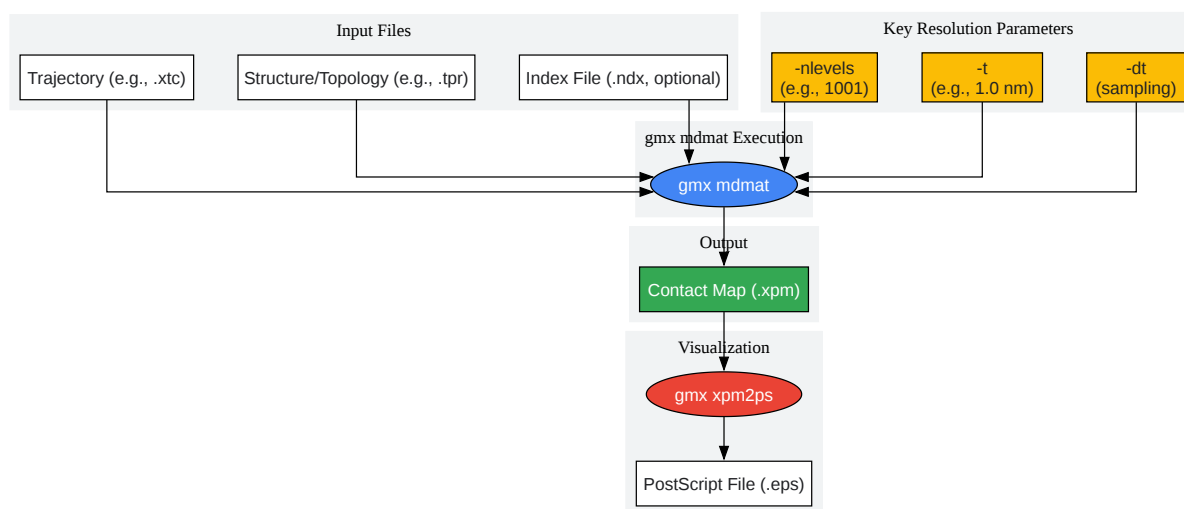 Input Files
Key Resolution Parameters
Trajectory (e.g., .xtc)
Structure/Topology (e.g., .tpr)
Index File (.ndx, optional)
-nlevels
(e.g., 1001)
-t
(e.g., 1.0 nm)
-dt
(sampling)
gmx mdmat Execution
gmx mdmat
Output
Contact Map (.xpm)
Visualization
gmx xpm2ps
PostScript File (.eps)